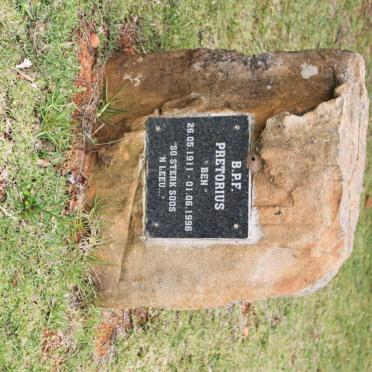 B.P.F.
PRETORIUS
"BEN"
26.05.1911 - 01.06.1996
"SO STERK SOOS
'N LEEU..."